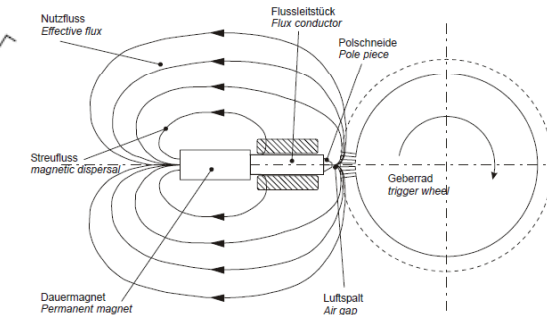 Nutzfluss
Effective flux
Flussleitstück
Flux conductor
Polschneide
Pole piece
Streufluss
magnetic dispersal
Geberrad
trigger wheel
Dauermagnet
Permanent magnet
Luftspalt
Air gap